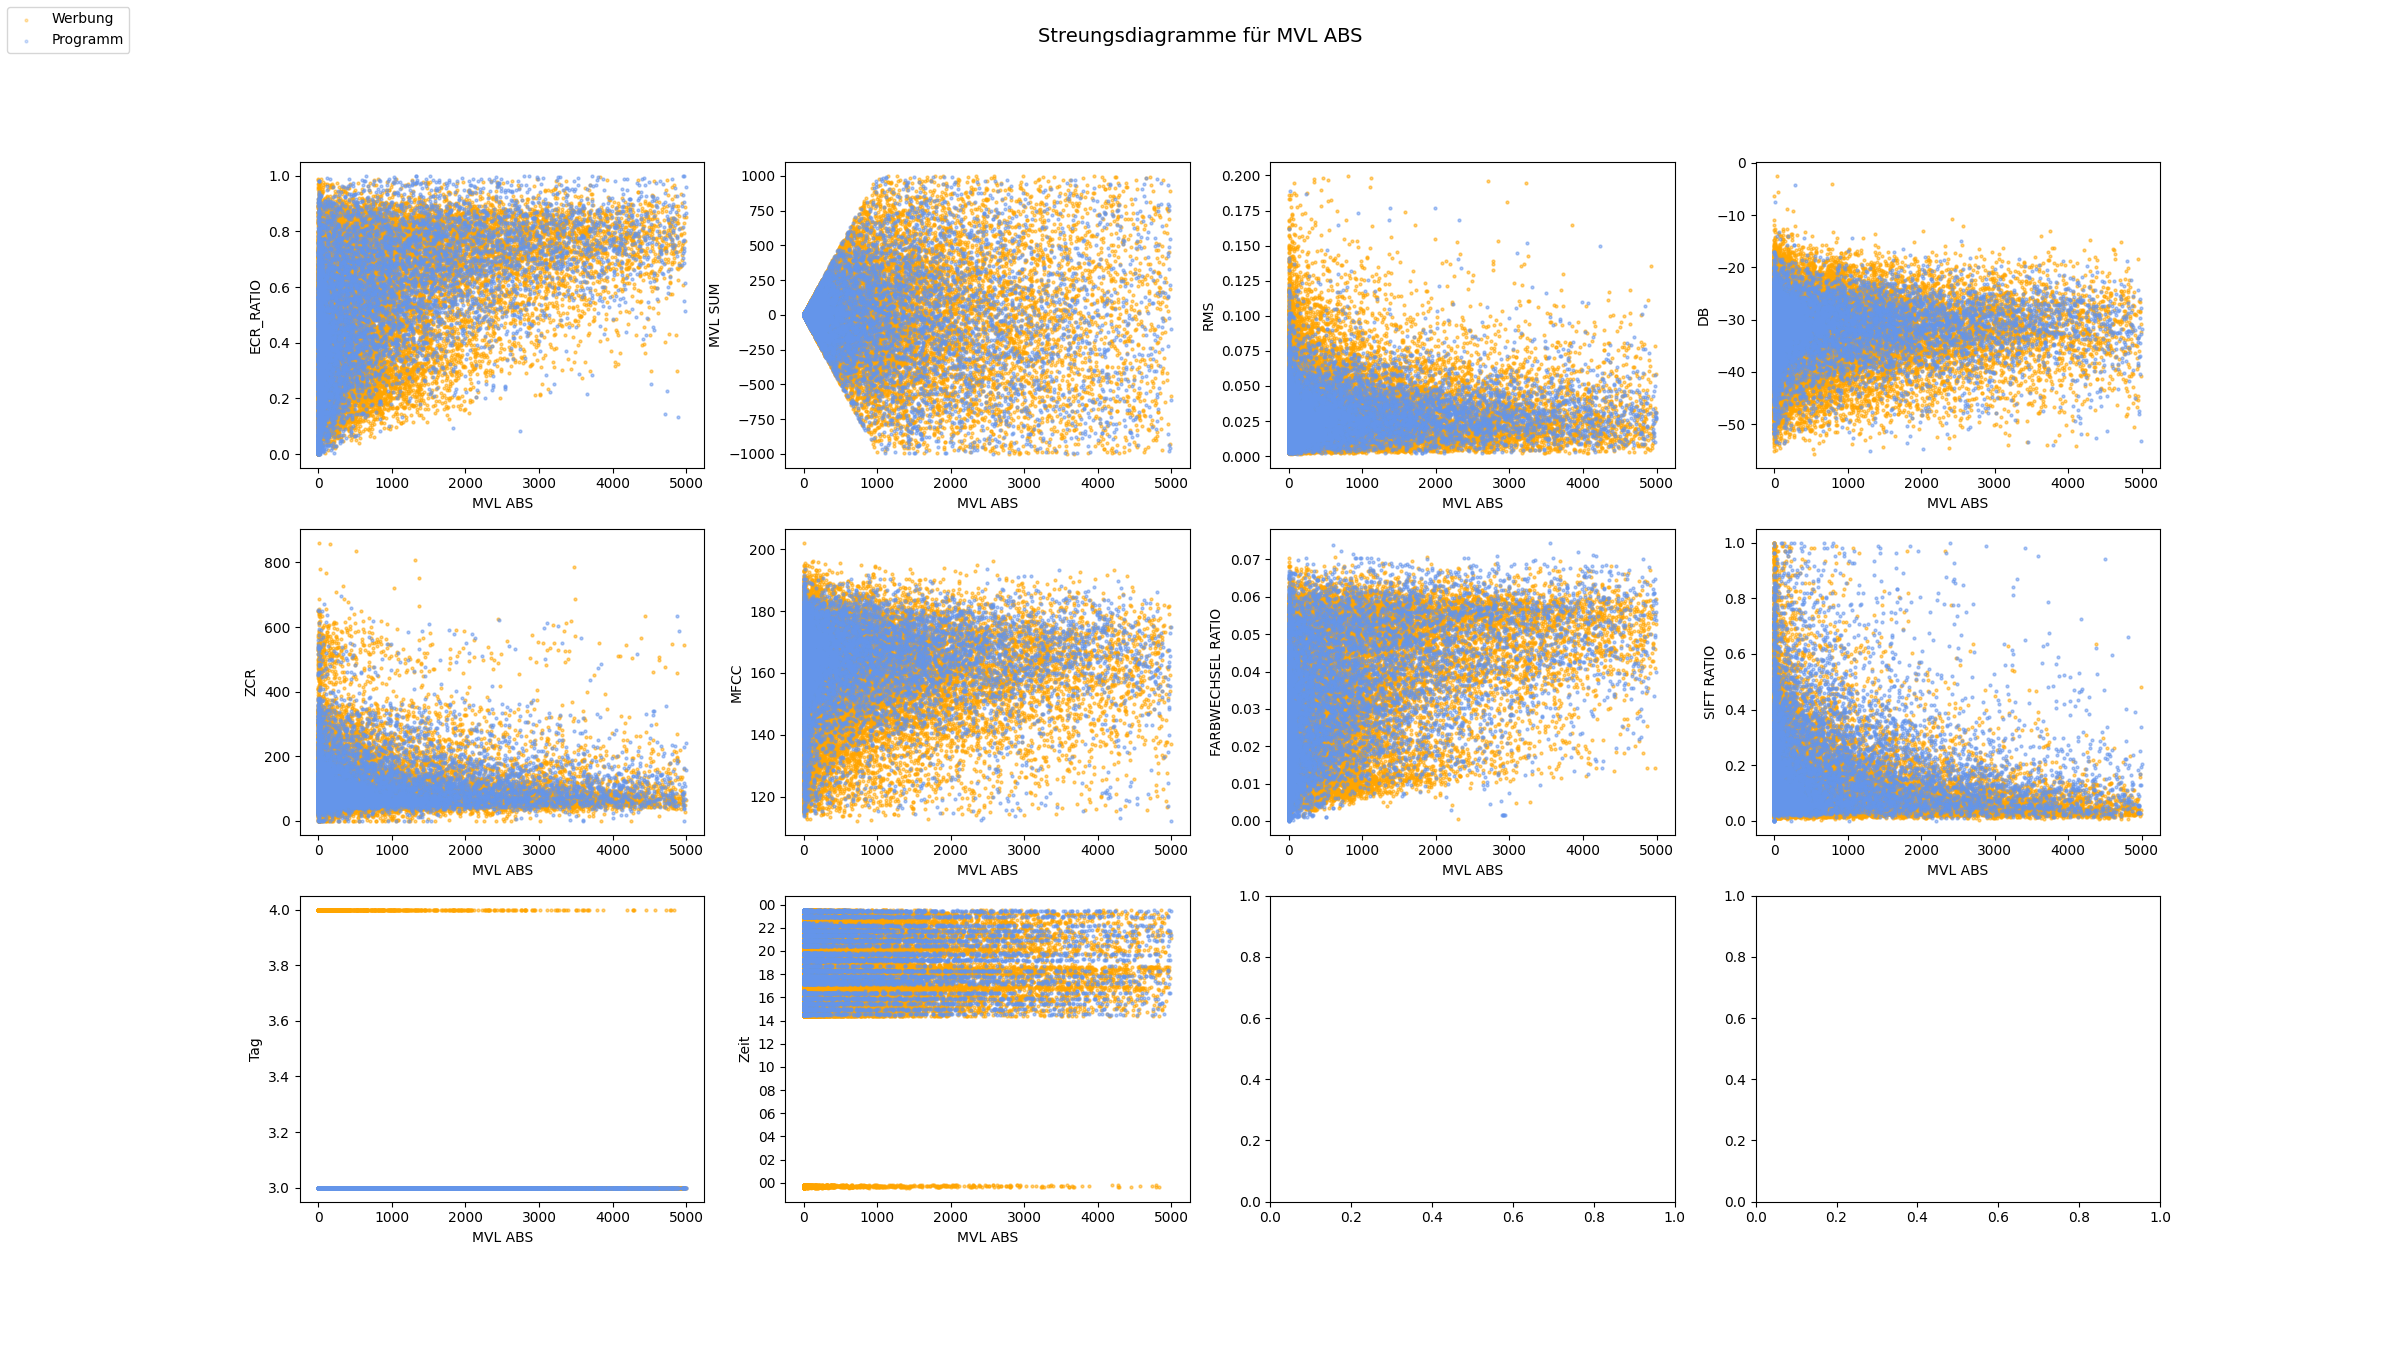 Werbung
Programm
Streungsdiagramme für MVL ABS
1.0
0.8
0.6
0.4
0.2
0.0
ECR_RATIO
0 1000 2000 3000 4000 5000
MVL ABS
1000
750
500
250
0
−250
−500
−750
−1000
MVL SUM
0 1000 2000 3000 4000 5000
MVL ABS
0.200
0.175
0.150
0.125
0.100
0.075
0.050
0.025
0.000
RMS
0 1000 2000 3000 4000 5000
MVL ABS
0
−10
−20
−30
−40
−50
DB
0 1000 2000 3000 4000 5000
MVL ABS
800
600
400
200
0
ZCR
0 1000 2000 3000 4000 5000
MVL ABS
200
180
160
140
120
MFCC
0 1000 2000 3000 4000 5000
MVL ABS
0.07
0.06
0.05
0.04
0.03
0.02
0.01
0.00
FARBWECHSEL RATIO
0 1000 2000 3000 4000 5000
MVL ABS
1.0
0.8
0.6
0.4
0.2
0.0
SIFT RATIO
0 1000 2000 3000 4000 5000
MVL ABS
4.0
3.8
3.6
3.4
3.2
3.0
Tag
0 1000 2000 3000 4000 5000
MVL ABS
00
22
20
18
16
14
12
10
08
06
04
02
00
Zeit
0 1000 2000 3000 4000 5000
MVL ABS
1.0
0.8
0.6
0.4
0.2
0.0
0.0 0.2 0.4 0.6 0.8 1.0
1.0
0.8
0.6
0.4
0.2
0.0
0.0 0.2 0.4 0.6 0.8 1.0